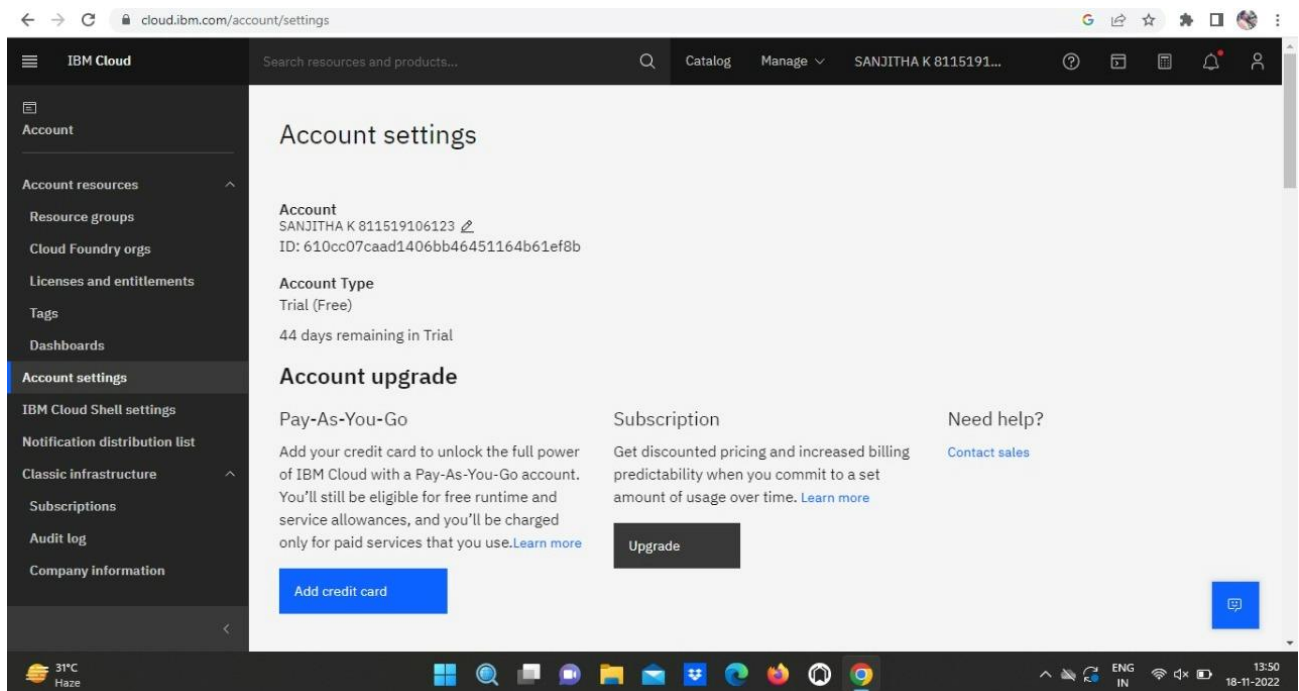 cloud.ibm.com/account/settings
IBM Cloud
Search resources and products...
Catalog
Manage
SANJITHA K 8115191...
Account
Account resources
Resource groups
Cloud Foundry orgs
Licenses and entitlements
Tags
Dashboards
Account settings
IBM Cloud Shell settings
Notification distribution list
Classic infrastructure
Subscriptions
Audit log
Company information
Account settings
Account
SANJITHA K 811519106123
ID: 610cc07caad1406bb46451164b61ef8b
Account Type
Trial (Free)
44 days remaining in Trial
Account upgrade
Pay-As-You-Go
Add your credit card to unlock the full power
of IBM Cloud with a Pay-As-You-Go account.
You'll still be eligible for free runtime and
service allowances, and you'll be charged
only for paid services that you use.Learn more
Add credit card
Subscription
Get discounted pricing and increased billing
predictability when you commit to a set
amount of usage over time. Learn more
Upgrade
Need help?
Contact sales
31°C
Haze
ENG
IN
13:50
18-11-2022